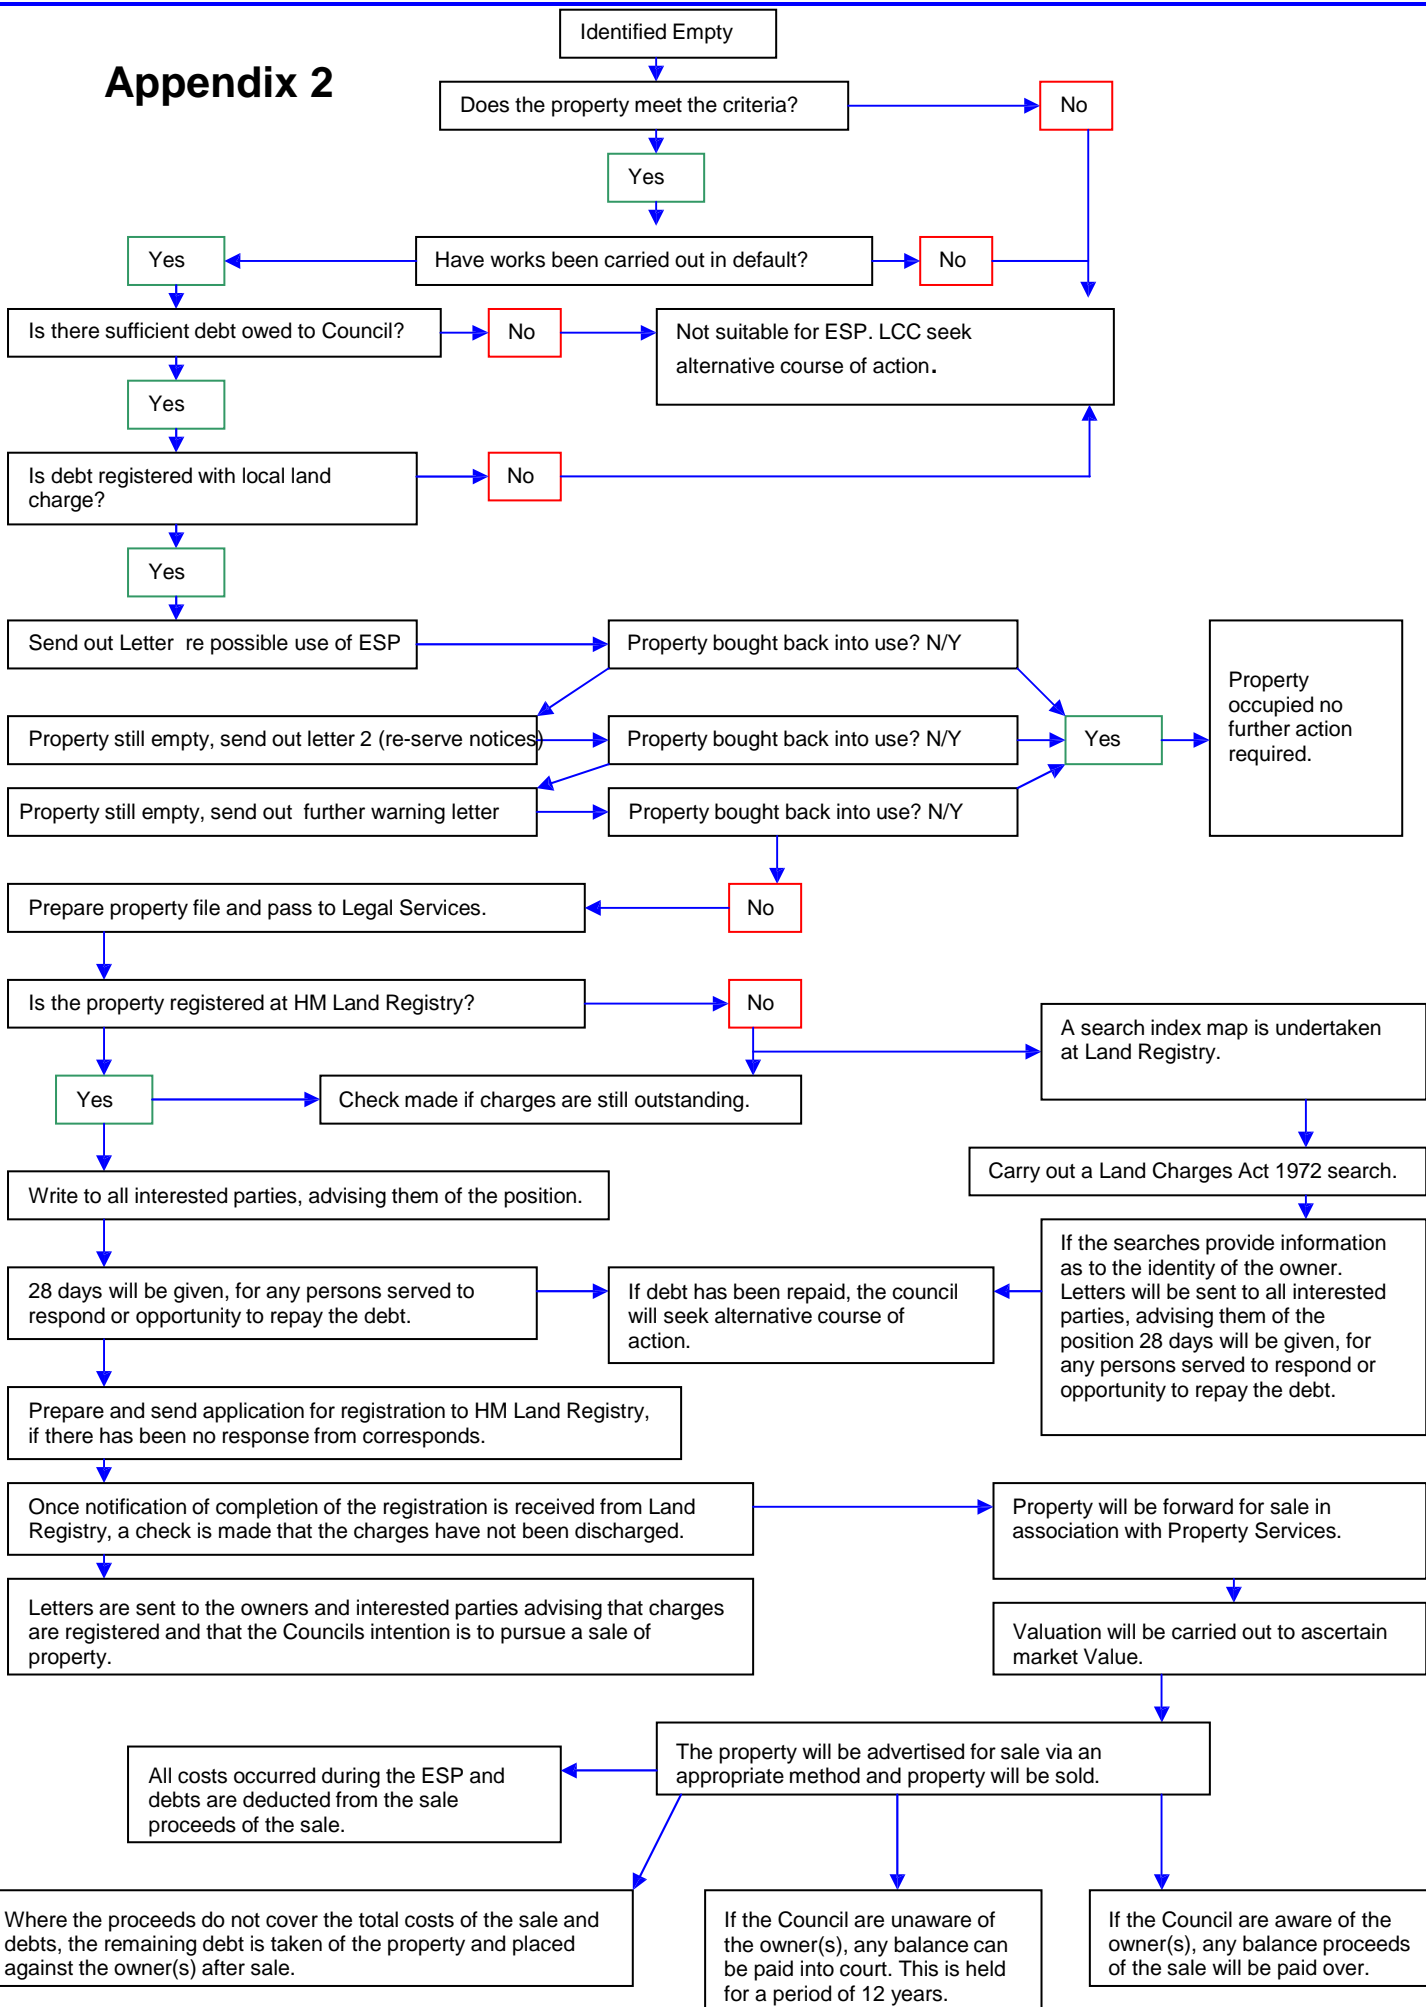 Identified Empty
Appendix 2
Does the property meet the criteria?
No
Yes
Yes
Have works been carried out in default?
No
Is there sufficient debt owed to Council?
No
Not suitable for ESP. LCC seek
alternative course of action.
Yes
Is debt registered with local land
charge?
No
Yes
Send out Letter  re possible use of ESP
Property bought back into use? N/Y
Property
occupied no
further action
required.
Property still empty, send out letter 2 (re-serve notices)
Property bought back into use? N/Y
Yes
Property still empty, send out  further warning letter
Property bought back into use? N/Y
Prepare property file and pass to Legal Services.
No
Is the property registered at HM Land Registry?
No
A search index map is undertaken
at Land Registry.
Yes
Check made if charges are still outstanding.
Carry out a Land Charges Act 1972 search.
Write to all interested parties, advising them of the position.
If the searches provide information
as to the identity of the owner.
Letters will be sent to all interested
parties, advising them of the
position 28 days will be given, for
any persons served to respond or
opportunity to repay the debt.
28 days will be given, for any persons served to
respond or opportunity to repay the debt.
If debt has been repaid, the council
will seek alternative course of
action.
Prepare and send application for registration to HM Land Registry,
if there has been no response from corresponds.
Once notification of completion of the registration is received from Land
Registry, a check is made that the charges have not been discharged.
Property will be forward for sale in
association with Property Services.
Letters are sent to the owners and interested parties advising that charges
are registered and that the Councils intention is to pursue a sale of
property.
Valuation will be carried out to ascertain
market Value.
The property will be advertised for sale via an
appropriate method and property will be sold.
All costs occurred during the ESP and
debts are deducted from the sale
proceeds of the sale.
Where the proceeds do not cover the total costs of the sale and
debts, the remaining debt is taken of the property and placed
against the owner(s) after sale.
If the Council are unaware of
the owner(s), any balance can
be paid into court. This is held
for a period of 12 years.
If the Council are aware of the
owner(s), any balance proceeds
of the sale will be paid over.